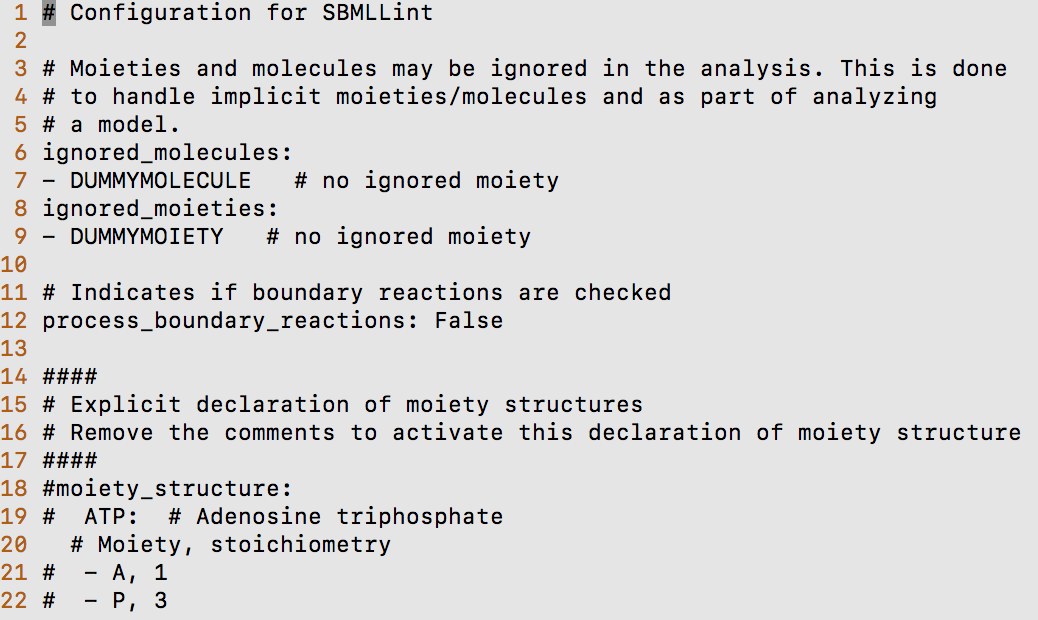 1 # Configuration for SBMLLint
2
3 # Moieties and molecules may be ignored in the analysis. This is done
4 # to handle implicit moieties/molecules and as part of analyzing
5 # a model.
6 ignored_molecules:
7 - DUMMYMOLECULE   # no ignored moiety
8 ignored_moieties:
9 - DUMMYMOIETY   # no ignored moiety
10
11 # Indicates if boundary reactions are checked
12 process_boundary_reactions: False
13
14 ####
15 # Explicit declaration of moiety structures
16 # Remove the comments to activate this declaration of moiety structure
17 ####
18 #moiety_structure:
19 #  ATP:  # Adenosine triphosphate
20   # Moiety, stoichiometry
21 #  - A, 1
22 #  - P, 3